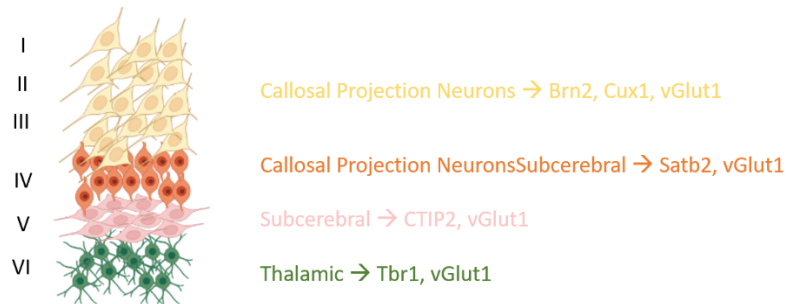 I
II
Callosal Projection Neurons → Brn2, Cux1, vGlut1
III
Callosal Projection NeuronsSubcerebral → Satb2, vGlut1
IV
V
Subcerebral → CTIP2, vGlut1
VI
Thalamic → Tbr1, vGlut1